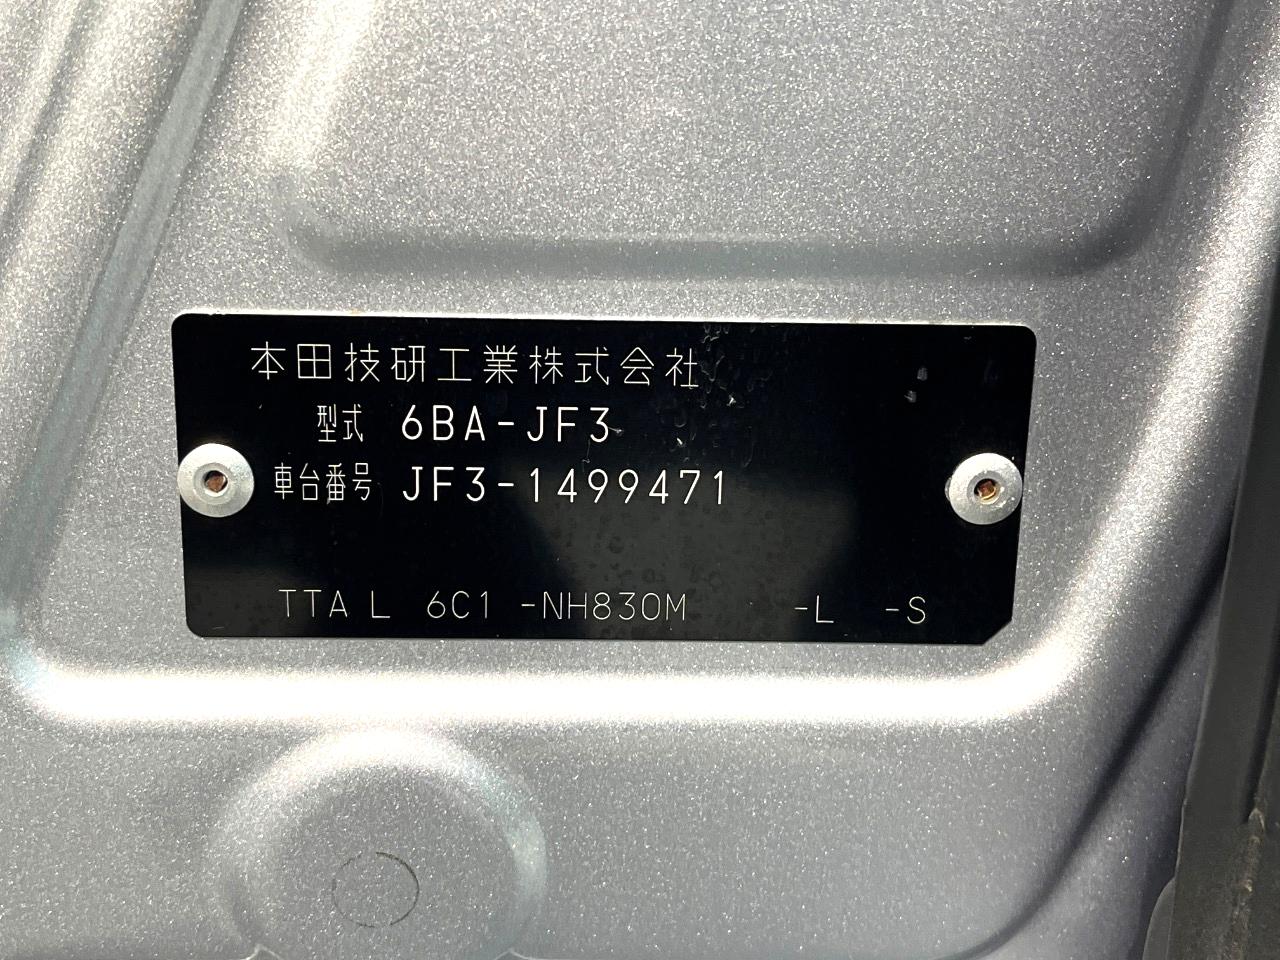 本田技研工業株式会社
型式 6BA-JF3
車台番号 JF3-1499471
TTA L 6C1 -NH830M -L -S